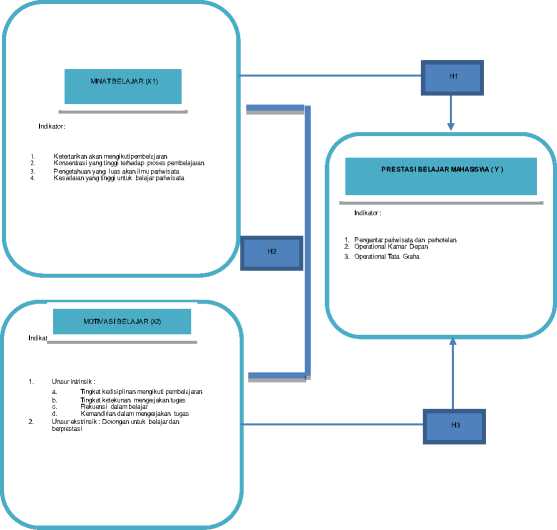 MINAT BELAJAR (X1)
Indikator :
1. Ketertarikan akan mengikuti pembelajaran
2. Konsentrasi yang tinggi terhadap proses pembelajaran
3. Pengetahuan yang luas akan ilmu pariwisata
4. Kesadaran yang tinggi untuk belajar pariwisata
H1
PRESTASI BELAJAR MAHASISWA ( Y )
Indikator :
1. Pengantar pariwisata dan perhotelan
2. Operational Kamar Depan
3. Operational Tata Graha
H2
MOTIVASI BELAJAR (X2)
Indikat
1. Unsur intrinsik :
a. Tingkat kedisiplinan mengikuti pembelajaran
b. Tingkat ketekunan mengerjakan tugas
c. Frekuensi dalam belajar
d. Kemandirian dalam mengerjakan tugas
2. Unsur ekstrinsik : Dorongan untuk belajar dan
berprestasi
H3